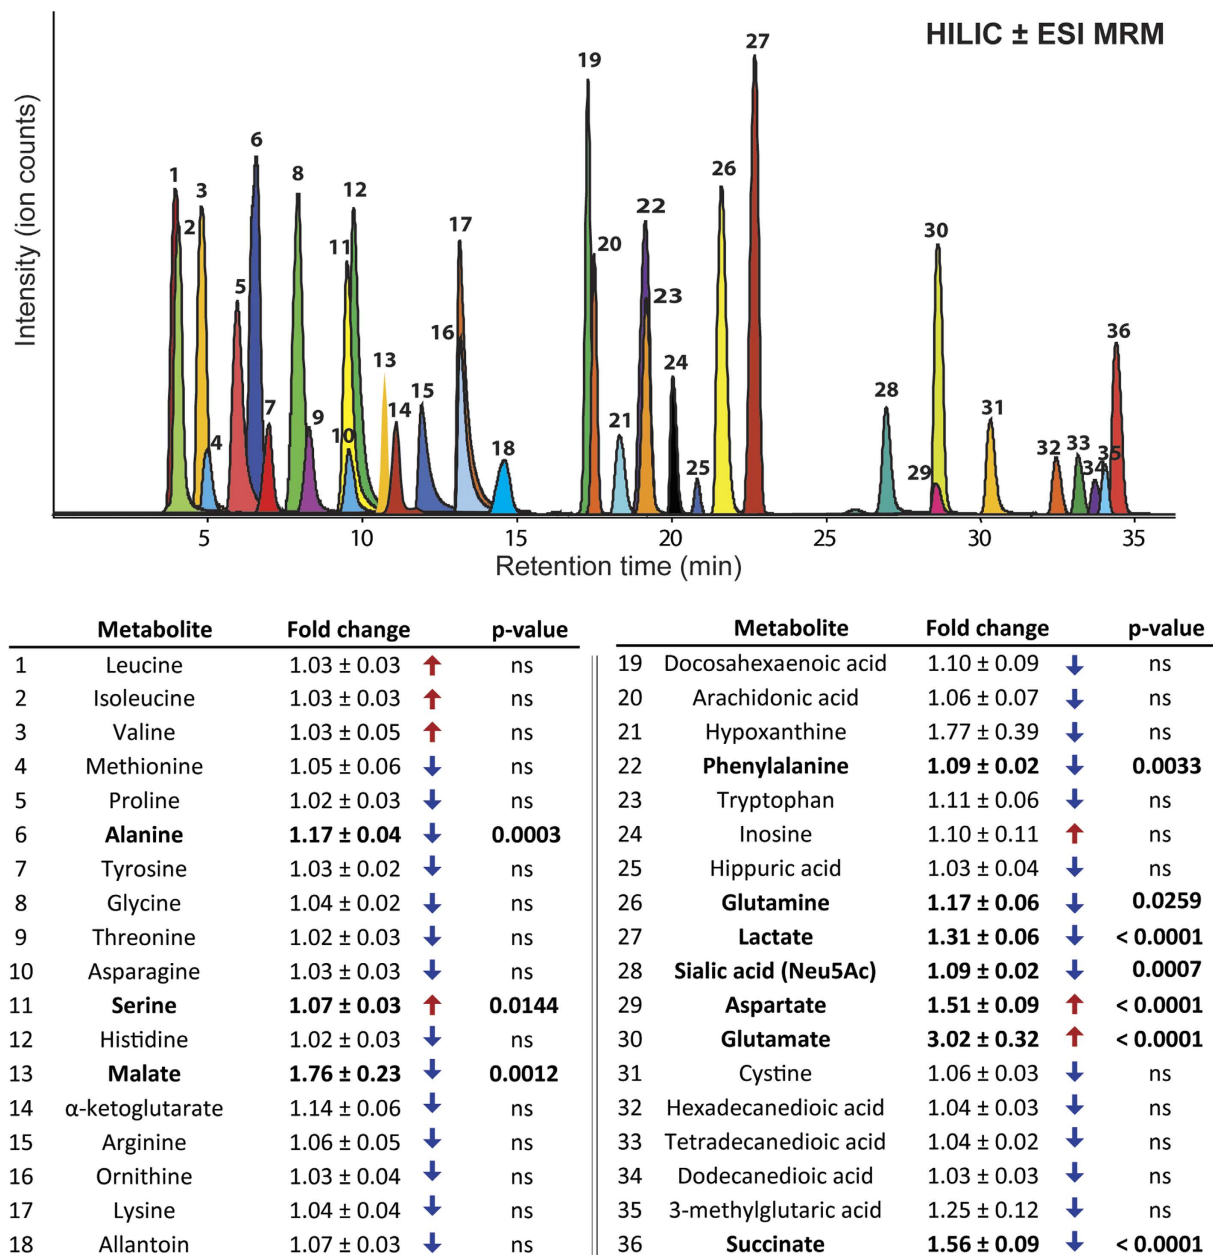 HILIC ± ESI MRM
Intensity (ion counts)
1
2
3
4
5
6
7
8
9
10
11
12
13
14
15
16
17
18
19
20
21
22
23
24
25
26
27
28
29
30
31
32
33
34
35
36
5 10 15 20 25 30 35
Retention time (min)
Metabolite Fold change p-value
1 Leucine 1.03 ± 0.03 ↑ ns
2 Isoleucine 1.03 ± 0.03 ↑ ns
3 Valine 1.03 ± 0.05 ↑ ns
4 Methionine 1.05 ± 0.06 ↓ ns
5 Proline 1.02 ± 0.03 ↓ ns
6 Alanine 1.17 ± 0.04 ↓ 0.0003
7 Tyrosine 1.03 ± 0.02 ↓ ns
8 Glycine 1.04 ± 0.02 ↓ ns
9 Threonine 1.02 ± 0.03 ↓ ns
10 Asparagine 1.03 ± 0.03 ↓ ns
11 Serine 1.07 ± 0.03 ↑ 0.0144
12 Histidine 1.02 ± 0.03 ↓ ns
13 Malate 1.76 ± 0.23 ↓ 0.0012
14 α-ketoglutarate 1.14 ± 0.06 ↓ ns
15 Arginine 1.06 ± 0.05 ↓ ns
16 Ornithine 1.03 ± 0.04 ↓ ns
17 Lysine 1.04 ± 0.04 ↓ ns
18 Allantoin 1.07 ± 0.03 ↓ ns
Metabolite Fold change p-value
19 Docosahexaenoic acid 1.10 ± 0.09 ↓ ns
20 Arachidonic acid 1.06 ± 0.07 ↓ ns
21 Hypoxanthine 1.77 ± 0.39 ↓ ns
22 Phenylalanine 1.09 ± 0.02 ↓ 0.0033
23 Tryptophan 1.11 ± 0.06 ↓ ns
24 Inosine 1.10 ± 0.11 ↑ ns
25 Hippuric acid 1.03 ± 0.04 ↓ ns
26 Glutamine 1.17 ± 0.06 ↓ 0.0259
27 Lactate 1.31 ± 0.06 ↓ < 0.0001
28 Sialic acid (Neu5Ac) 1.09 ± 0.02 ↓ 0.0007
29 Aspartate 1.51 ± 0.09 ↑ < 0.0001
30 Glutamate 3.02 ± 0.32 ↑ < 0.0001
31 Cystine 1.06 ± 0.03 ↓ ns
32 Hexadecanedioic acid 1.04 ± 0.03 ↓ ns
33 Tetradecanedioic acid 1.04 ± 0.02 ↓ ns
34 Dodecanedioic acid 1.03 ± 0.03 ↓ ns
35 3-methylglutaric acid 1.25 ± 0.12 ↓ ns
36 Succinate 1.56 ± 0.09 ↓ < 0.0001